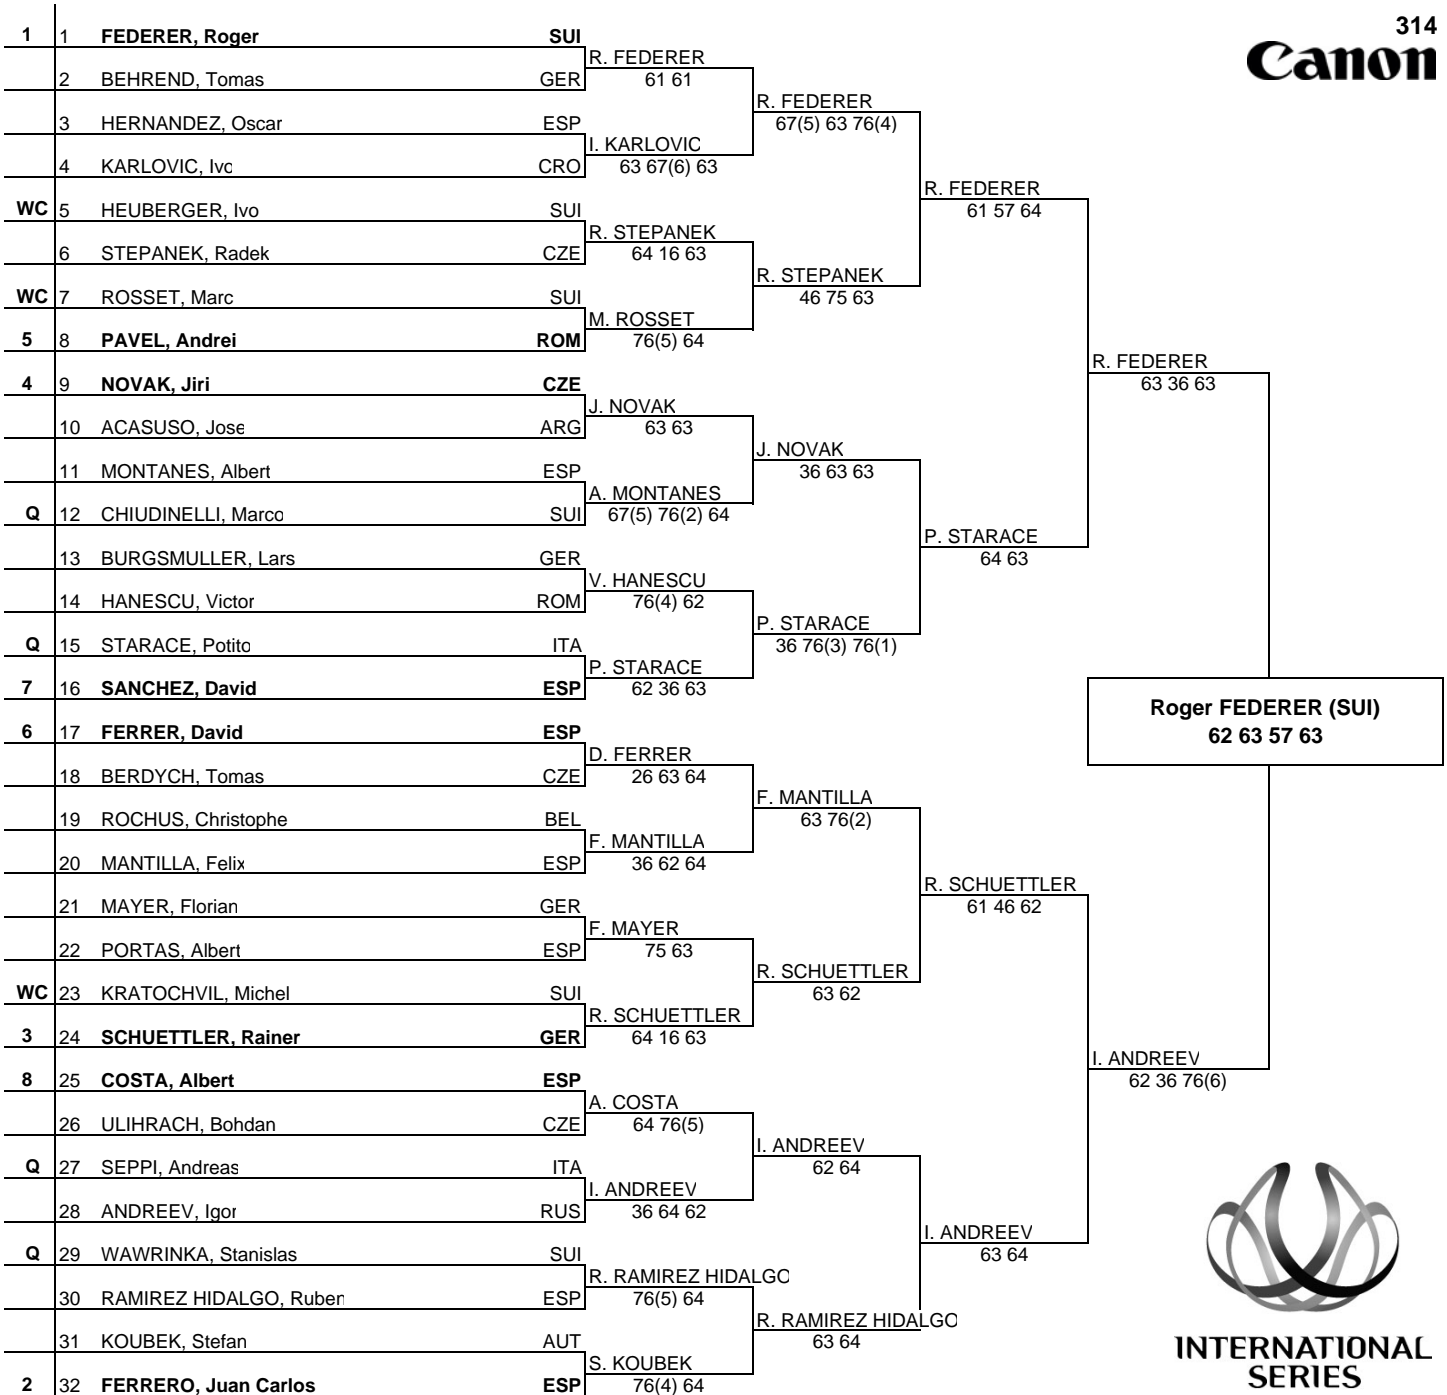 314
Canon
1 1 FEDERER, Roger SUI
2 BEHREND, Tomas GER
3 HERNANDEZ, Oscar ESP
4 KARLOVIC, Ivo CRO
WC 5 HEUBERGER, Ivo SUI
6 STEPANEK, Radek CZE
WC 7 ROSSET, Marc SUI
5 8 PAVEL, Andrei ROM
4 9 NOVAK, Jiri CZE
10 ACASUSO, Jose ARG
11 MONTANES, Albert ESP
Q 12 CHIUDINELLI, Marco SUI
13 BURGSMULLER, Lars GER
14 HANESCU, Victor ROM
Q 15 STARACE, Potito ITA
7 16 SANCHEZ, David ESP
6 17 FERRER, David ESP
18 BERDYCH, Tomas CZE
19 ROCHUS, Christophe BEL
20 MANTILLA, Felix ESP
21 MAYER, Florian GER
22 PORTAS, Albert ESP
WC 23 KRATOCHVIL, Michel SUI
3 24 SCHUETTLER, Rainer GER
8 25 COSTA, Albert ESP
26 ULIHRACH, Bohdan CZE
Q 27 SEPPI, Andreas ITA
28 ANDREEV, Igor RUS
Q 29 WAWRINKA, Stanislas SUI
30 RAMIREZ HIDALGO, Ruben ESP
31 KOUBEK, Stefan AUT
2 32 FERRERO, Juan Carlos ESP
R. FEDERER
61 61
I. KARLOVIC
63 67(6) 63
R. STEPANEK
64 16 63
M. ROSSET
76(5) 64
J. NOVAK
63 63
A. MONTANES
67(5) 76(2) 64
V. HANESCU
76(4) 62
P. STARACE
62 36 63
D. FERRER
26 63 64
F. MANTILLA
36 62 64
F. MAYER
75 63
R. SCHUETTLER
64 16 63
A. COSTA
64 76(5)
I. ANDREEV
36 64 62
R. RAMIREZ HIDALGO
76(5) 64
S. KOUBEK
76(4) 64
R. FEDERER
67(5) 63 76(4)
R. STEPANEK
46 75 63
J. NOVAK
36 63 63
P. STARACE
36 76(3) 76(1)
F. MANTILLA
63 76(2)
R. SCHUETTLER
63 62
I. ANDREEV
62 64
R. RAMIREZ HIDALGO
63 64
R. FEDERER
61 57 64
P. STARACE
64 63
R. SCHUETTLER
61 46 62
I. ANDREEV
63 64
R. FEDERER
63 36 63
I. ANDREEV
62 36 76(6)
Roger FEDERER (SUI)
62 63 57 63
INTERNATIONAL
SERIES